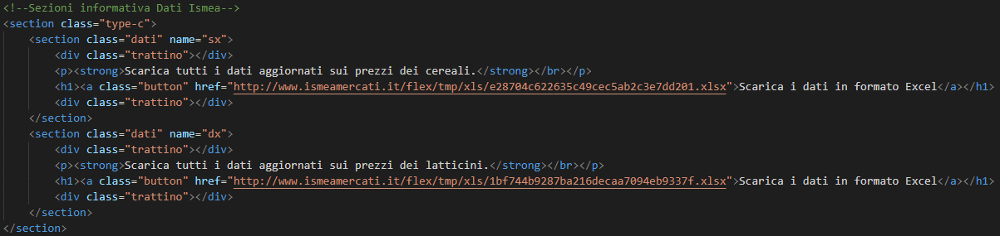 <!--Sezioni informativa Dati Ismea-->
<section class="type-c">
<section class="dati" name="sx">
<div class="trattino"></div>
<p><strong>Scarica tutti i dati aggiornati sui prezzi dei cereali.</strong></br></p>
<h1><a class="button" href="http://www.ismeamercati.it/flex/tmp/xls/e28704c622635c49cec5ab2c3e7dd201.xlsx">Scarica i dati in formato Excel</a></h1>
<div class="trattino"></div>
</section>
<section class="dati" name="dx">
<div class="trattino"></div>
<p><strong>Scarica tutti i dati aggiornati sui prezzi dei latticini.</strong></br></p>
<h1><a class="button" href="http://www.ismeamercati.it/flex/tmp/xls/1bf744b9287ba216decaa7094eb9337f.xlsx">Scarica i dati in formato Excel</a></h1>
<div class="trattino"></div>
</section>
</section>